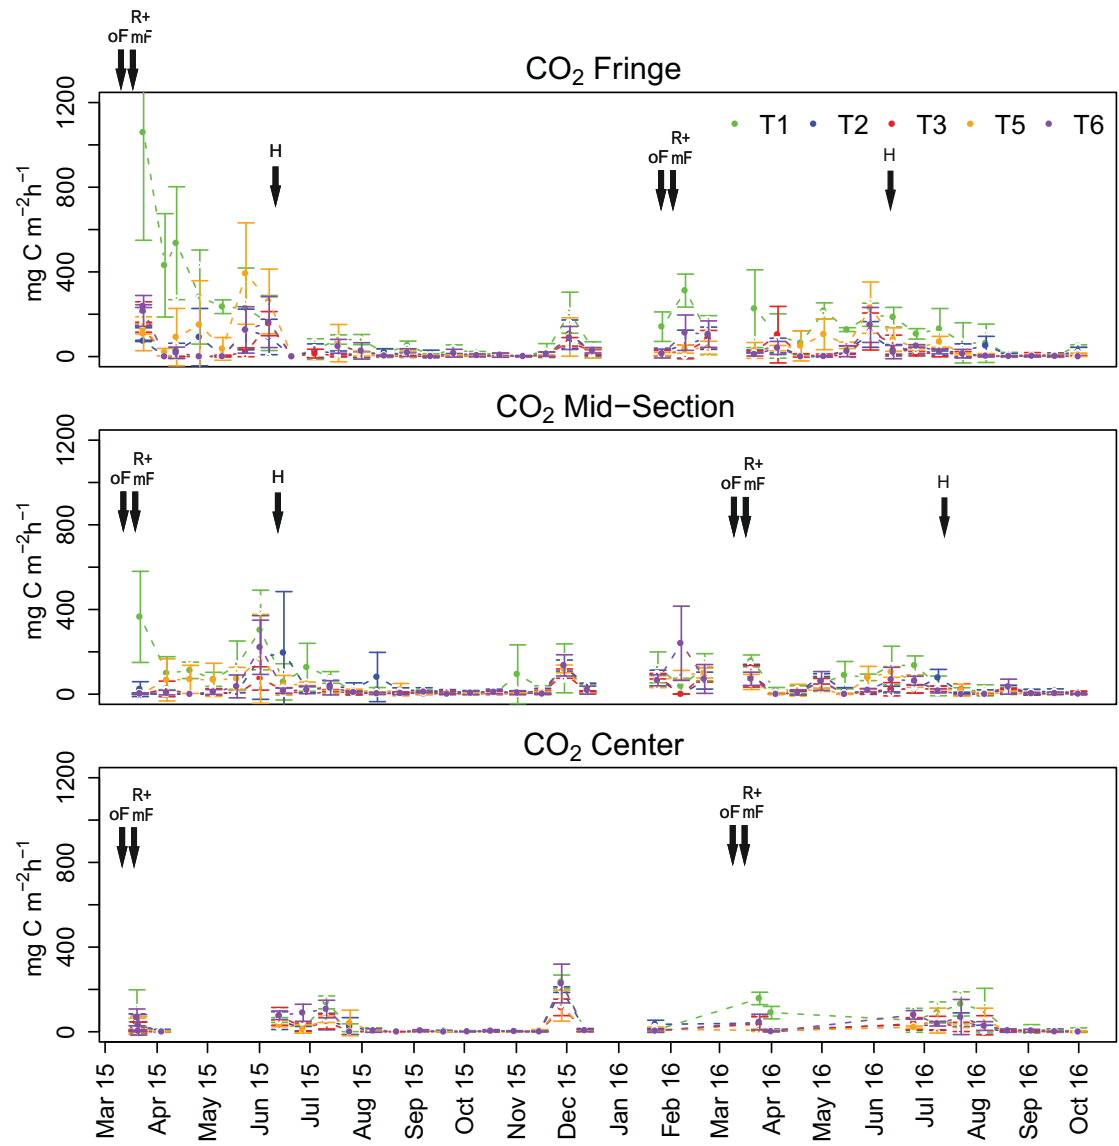 R+
oF mF
CO₂ Fringe
1200
800
400
0
mg C m⁻²h⁻¹
T1 T2 T3 T5 T6
H
R+
oF mF
H
CO₂ Mid−Section
1200
800
400
0
mg C m⁻²h⁻¹
R+
oF mF
H
R+
oF mF
H
CO₂ Center
1200
800
400
0
mg C m⁻²h⁻¹
R+
oF mF
R+
oF mF
Mar 15
Apr 15
May 15
Jun 15
Jul 15
Aug 15
Sep 15
Oct 15
Nov 15
Dec 15
Jan 16
Feb 16
Mar 16
Apr 16
May 16
Jun 16
Jul 16
Aug 16
Sep 16
Oct 16